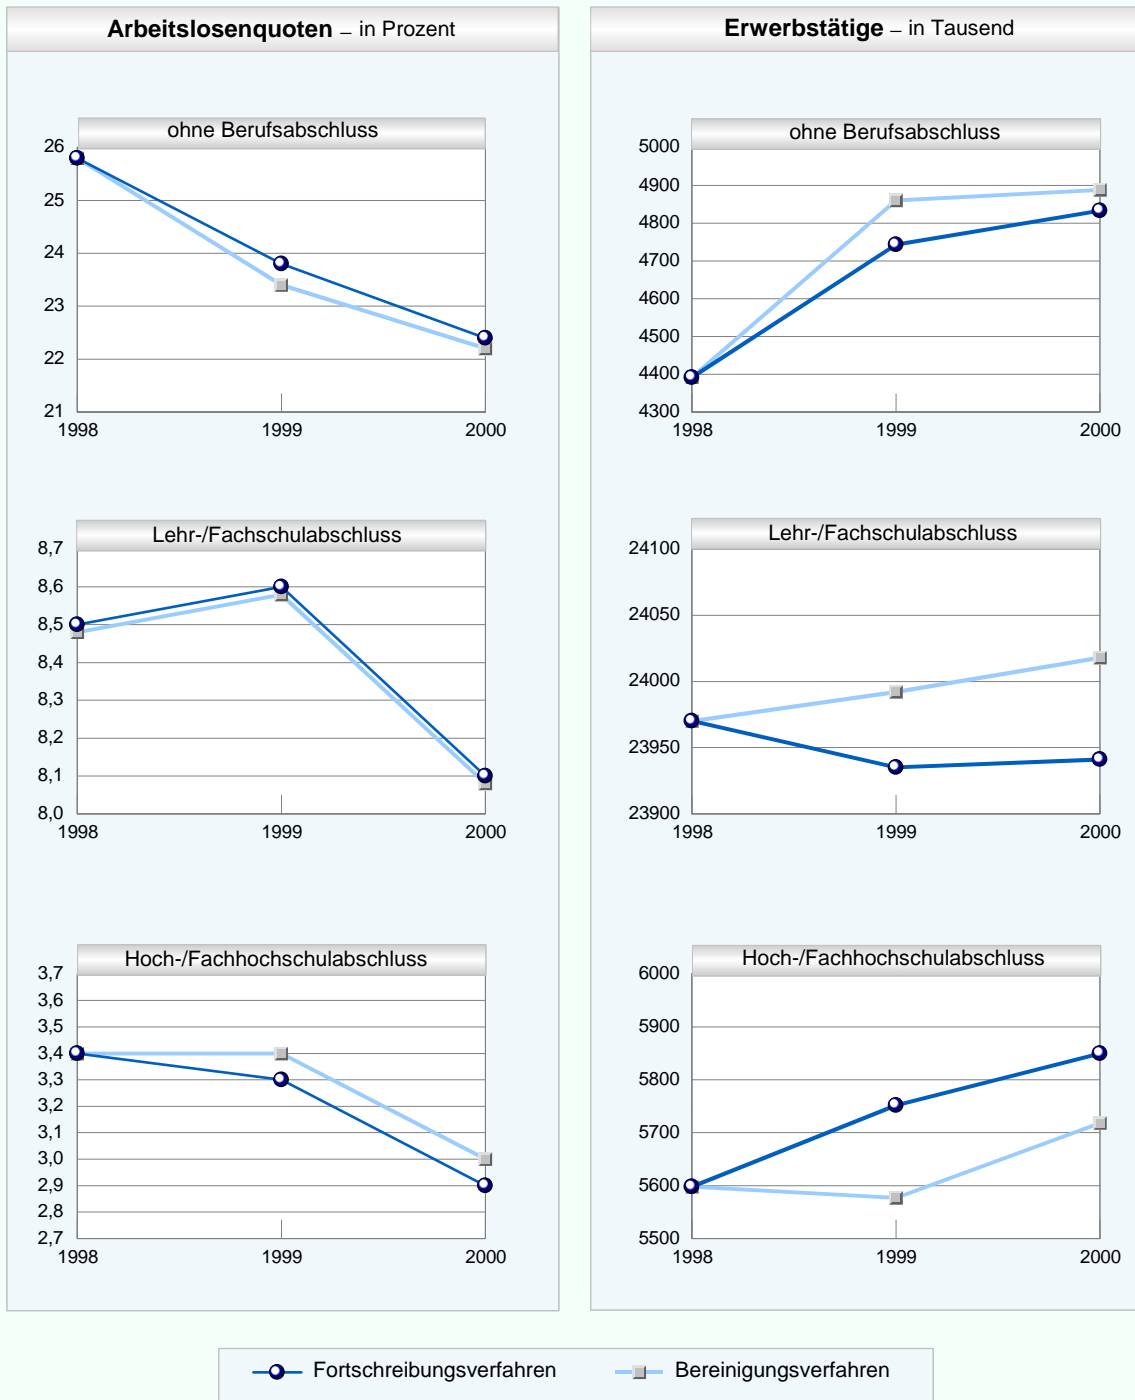 Arbeitslosenquoten – in Prozent
ohne Berufsabschluss
26
25
24
23
22
21
1998 1999 2000
Lehr-/Fachschulabschluss
8,7
8,6
8,5
8,4
8,3
8,2
8,1
8,0
1998 1999 2000
Hoch-/Fachhochschulabschluss
3,7
3,6
3,5
3,4
3,3
3,2
3,1
3,0
2,9
2,8
2,7
1998 1999 2000
Erwerbstätige – in Tausend
ohne Berufsabschluss
5000
4900
4800
4700
4600
4500
4400
4300
1998 1999 2000
Lehr-/Fachschulabschluss
24100
24050
24000
23950
23900
1998 1999 2000
Hoch-/Fachhochschulabschluss
6000
5900
5800
5700
5600
5500
1998 1999 2000
Fortschreibungsverfahren Bereinigungsverfahren